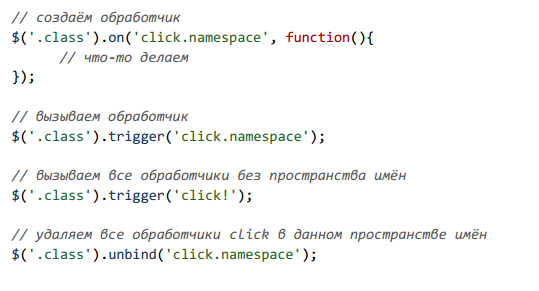 // создаём обработчик
$('.class').on('click.namespace', function(){
// что-то делаем
});
// вызываем обработчик
$('.class').trigger('click.namespace');
// вызываем все обработчики без пространства имён
$('.class').trigger('click!');
// удаляем все обработчики click в данном пространстве имён
$('.class').unbind('click.namespace');